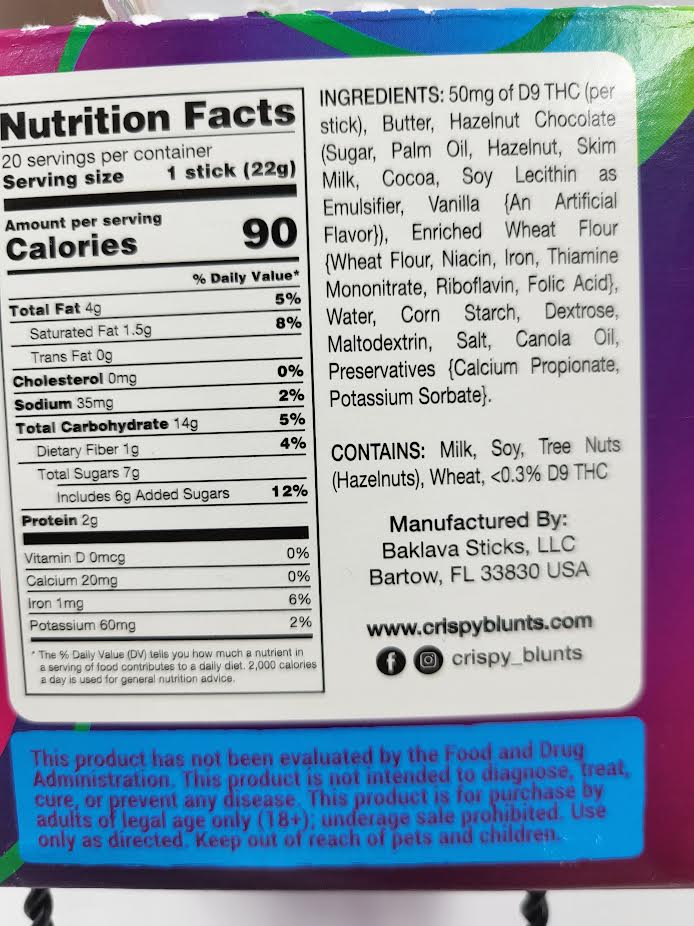 Nutrition Facts
20 servings per container
Serving size 1 stick (22g)
Amount per serving
Calories 90
% Daily Value*
Total Fat 4g 5%
Saturated Fat 1.5g 8%
Trans Fat 0g
Cholesterol 0mg 0%
Sodium 35mg 2%
Total Carbohydrate 14g 5%
Dietary Fiber 1g 4%
Total Sugars 7g
Includes 6g Added Sugars 12%
Protein 2g
Vitamin D 0mcg 0%
Calcium 20mg 0%
Iron 1mg 6%
Potassium 60mg 2%
* The % Daily Value (DV) tells you how much a nutrient in
a serving of food contributes to a daily diet. 2,000 calories
a day is used for general nutrition advice.
INGREDIENTS: 50mg of D9 THC (per
stick), Butter, Hazelnut Chocolate
(Sugar, Palm Oil, Hazelnut, Skim
Milk, Cocoa, Soy Lecithin as
Emulsifier, Vanilla {An Artificial
Flavor}), Enriched Wheat Flour
{Wheat Flour, Niacin, Iron, Thiamine
Mononitrate, Riboflavin, Folic Acid},
Water, Corn Starch, Dextrose,
Maltodextrin, Salt, Canola Oil,
Preservatives {Calcium Propionate,
Potassium Sorbate}.
CONTAINS: Milk, Soy, Tree Nuts
(Hazelnuts), Wheat, <0.3% D9 THC
Manufactured By:
Baklava Sticks, LLC
Bartow, FL 33830 USA
www.crispyblunts.com
f crispy_blunts
This product has not been evaluated by the Food and Drug
Administration. This product is not intended to diagnose, treat,
cure, or prevent any disease. This product is for purchase by
adults of legal age only (18+); underage sale prohibited. Use
only as directed. Keep out of reach of pets and children.